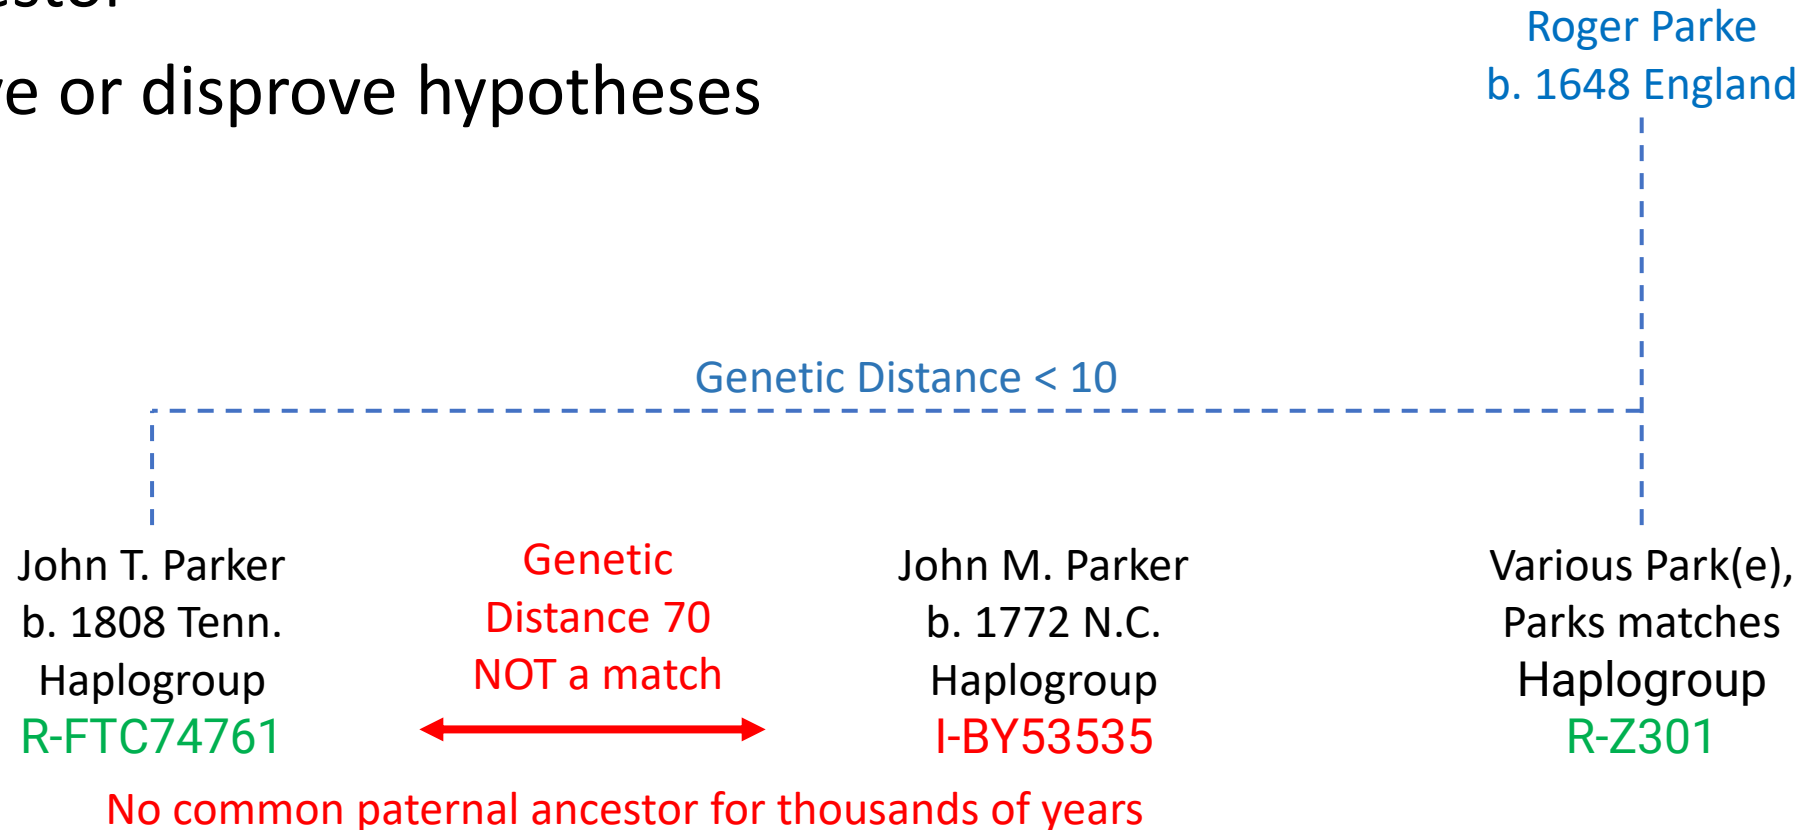 estor
ve or disprove hypotheses
Roger Parke
b. 1648 England
Genetic Distance < 10
John T. Parker
b. 1808 Tenn.
Haplogroup
R-FTC74761
Genetic
Distance 70
NOT a match
John M. Parker
b. 1772 N.C.
Haplogroup
I-BY53535
Various Park(e),
Parks matches
Haplogroup
R-Z301
No common paternal ancestor for thousands of years